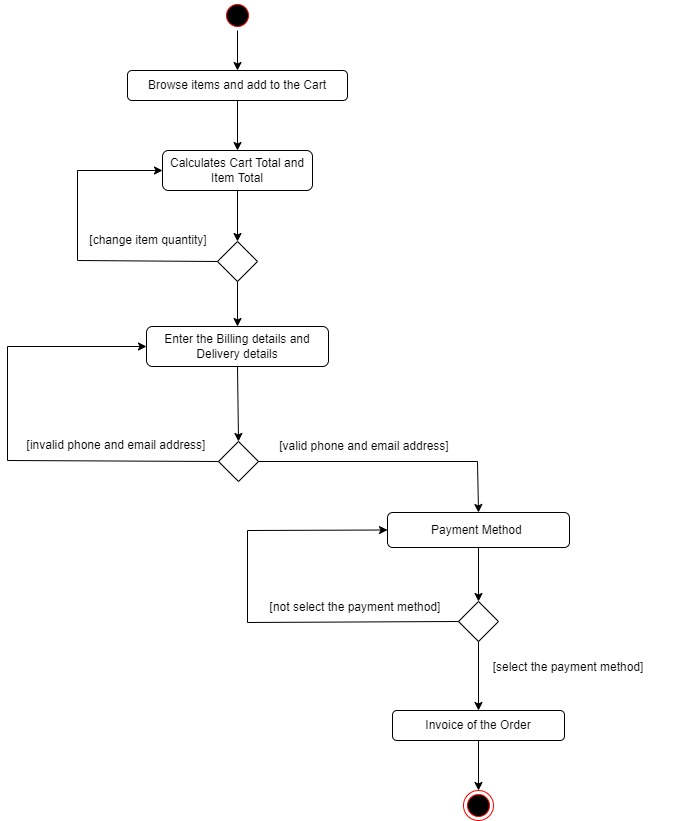 Browse items and add to the Cart
Calculates Cart Total and
Item Total
[change item quantity]
Enter the Billing details and
Delivery details
[invalid phone and email address]
[valid phone and email address]
Payment Method
[not select the payment method]
[select the payment method]
Invoice of the Order